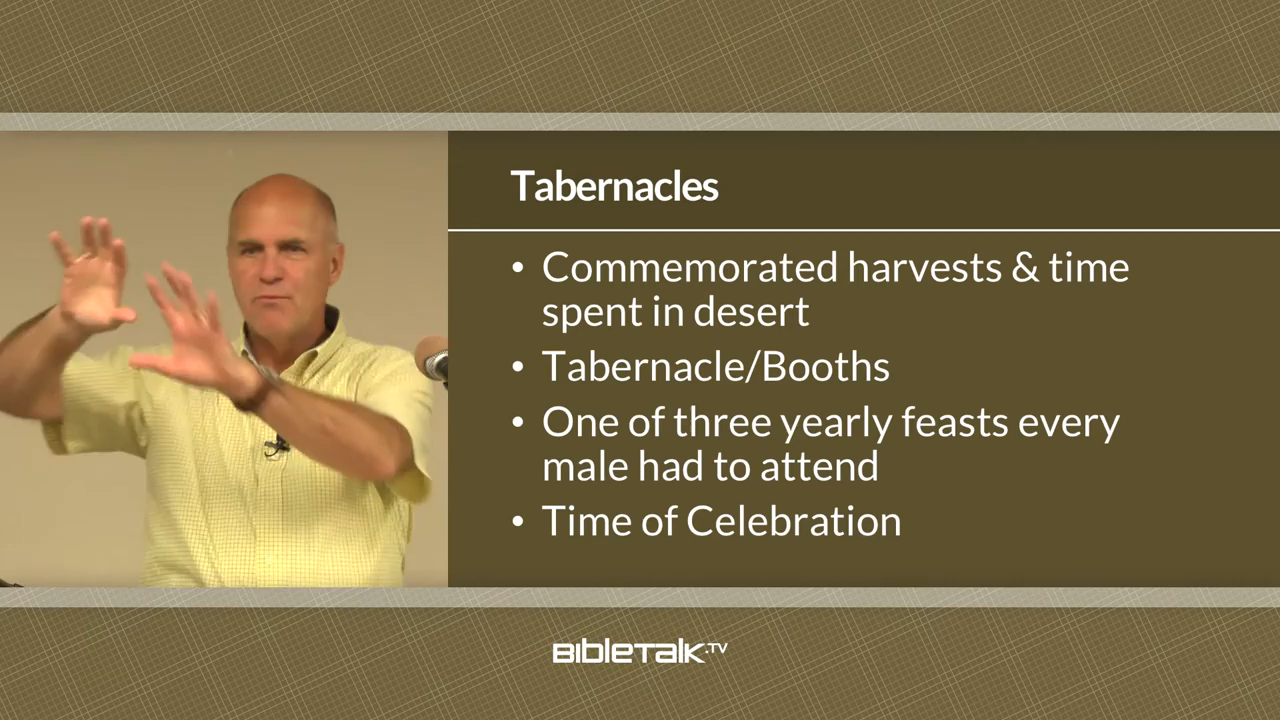 Tabernacles
• Commemorated harvests & time
spent in desert
• Tabernacle/Booths
• One of three yearly feasts every
male had to attend
• Time of Celebration
BIBLETALK.TV